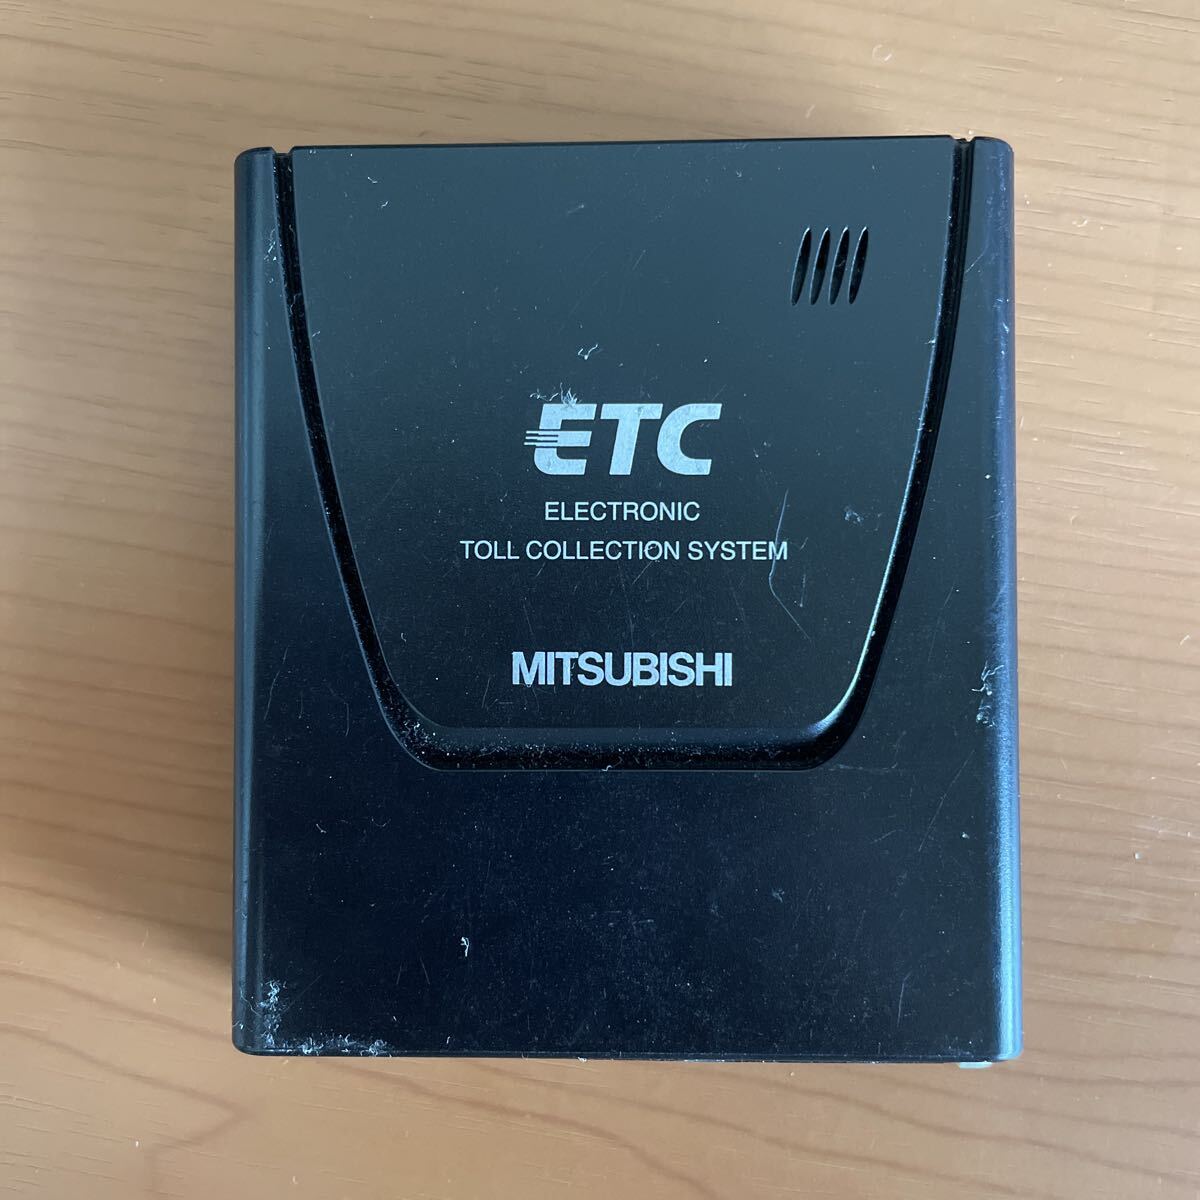 ETC
ELECTRONIC
TOLL COLLECTION SYSTEM
MITSUBISHI